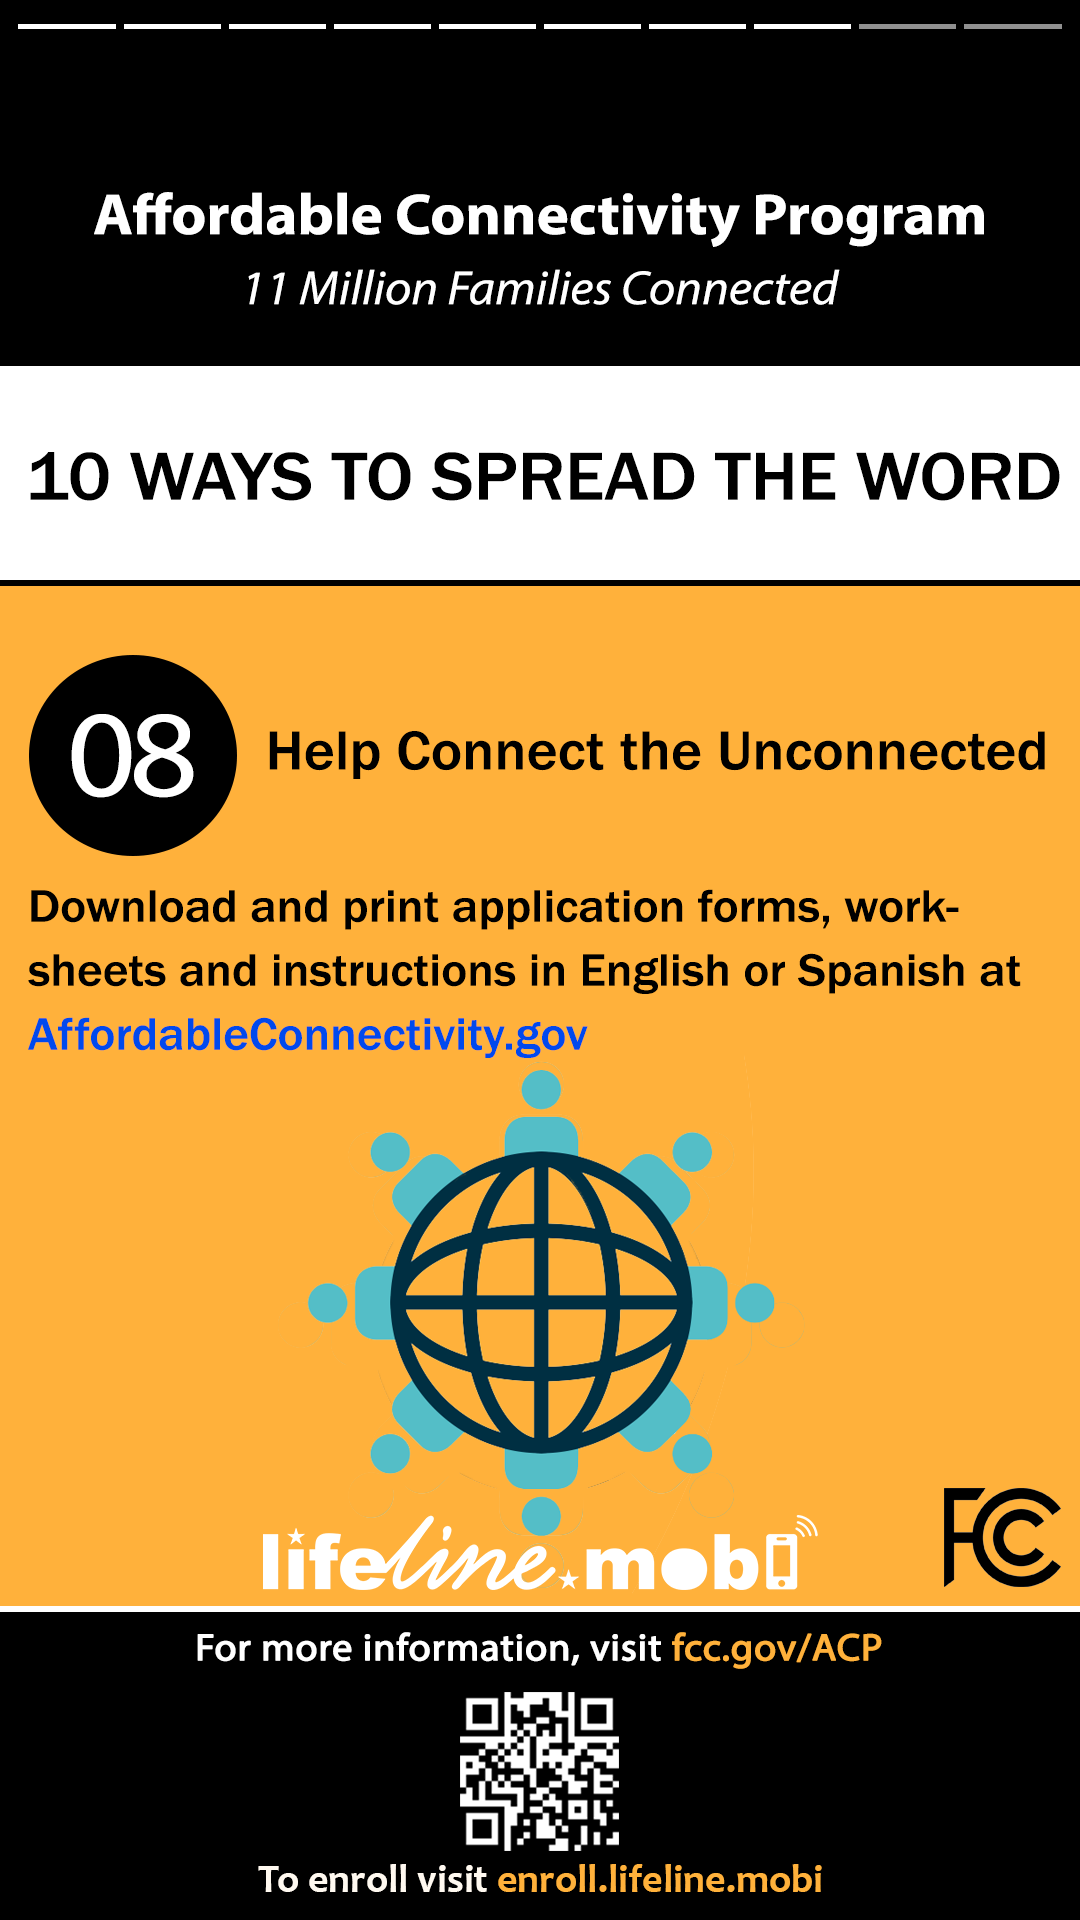 Affordable Connectivity Program
11 Million Families Connected
10 WAYS TO SPREAD THE WORD
08 Help Connect the Unconnected
Download and print application forms, work-
sheets and instructions in English or Spanish at
AffordableConnectivity.gov
lifeline.mobi
FCC
For more information, visit fcc.gov/ACP
To enroll visit enroll.lifeline.mobi